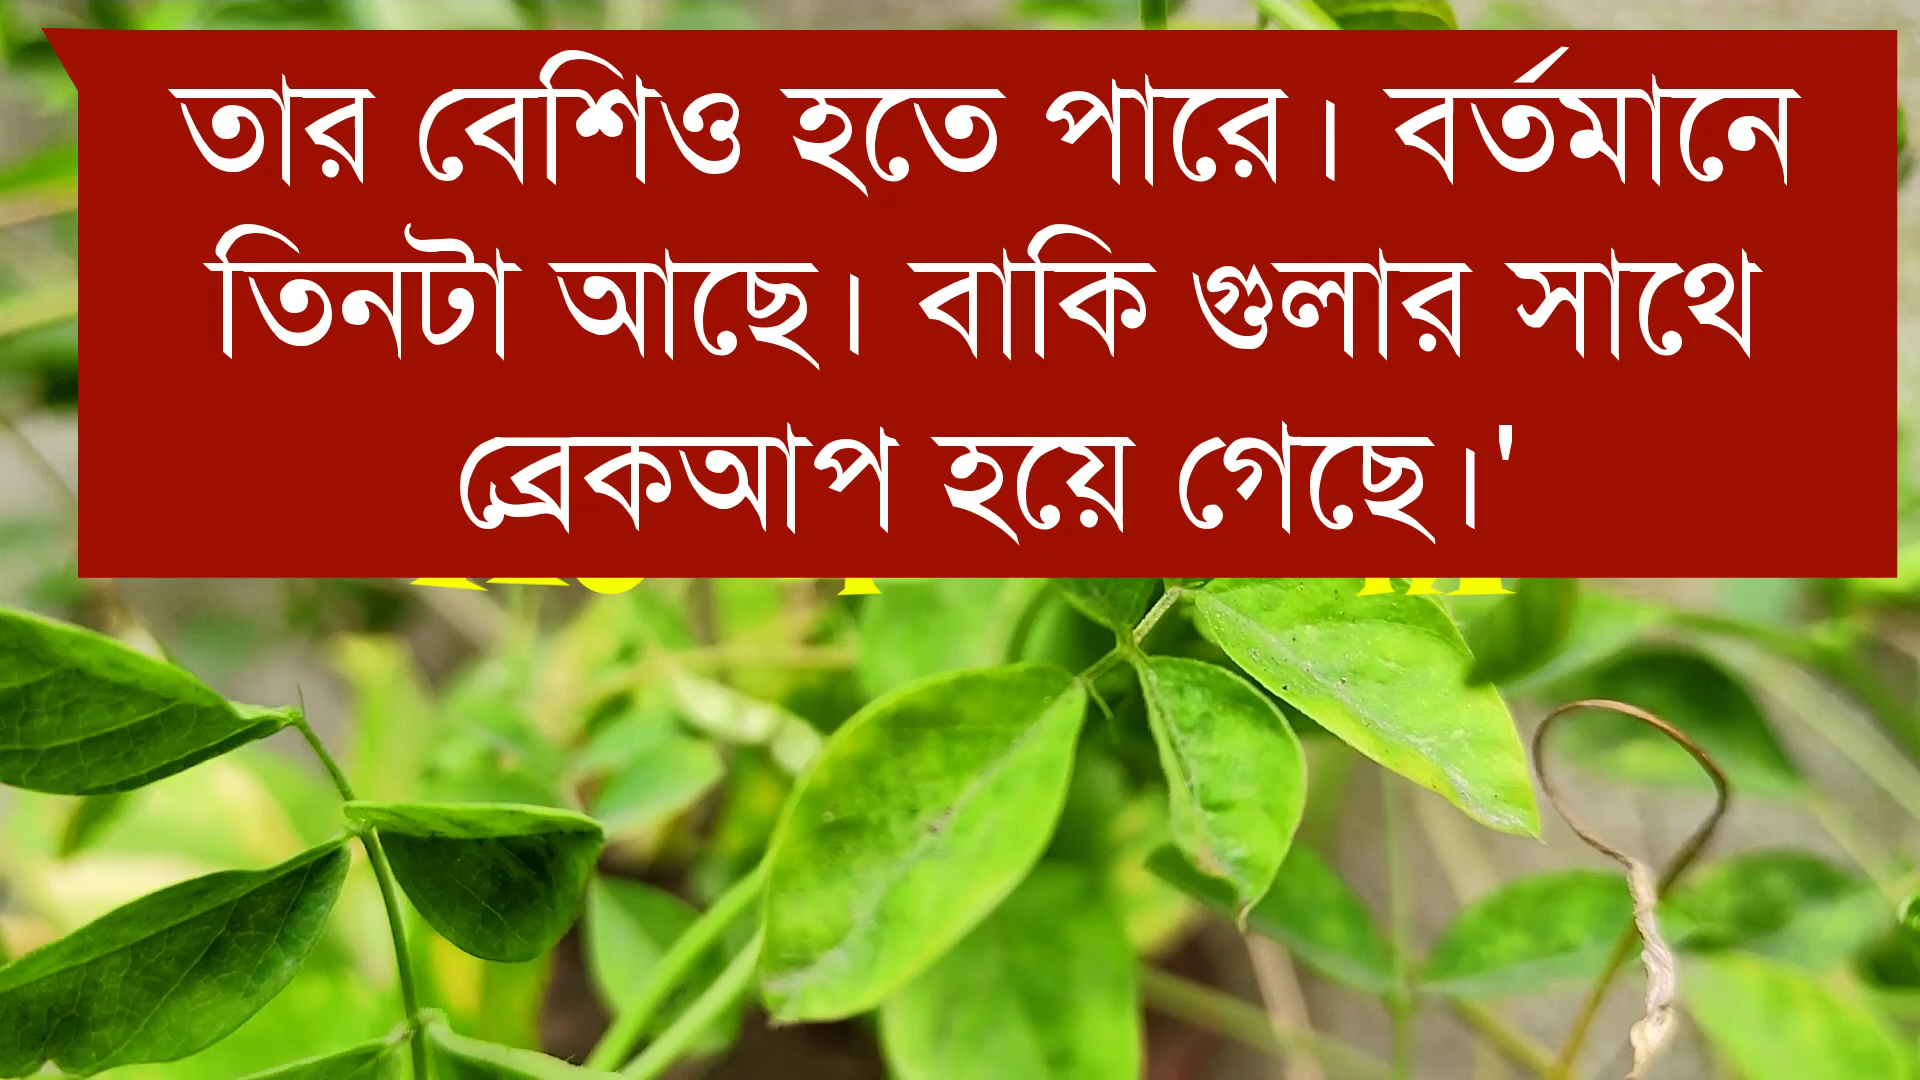 তার বেশিও হতে পারে। বর্তমানে
তিনটা আছে। বাকি গুলার সাথে
ব্রেকআপ হয়ে গেছে।'